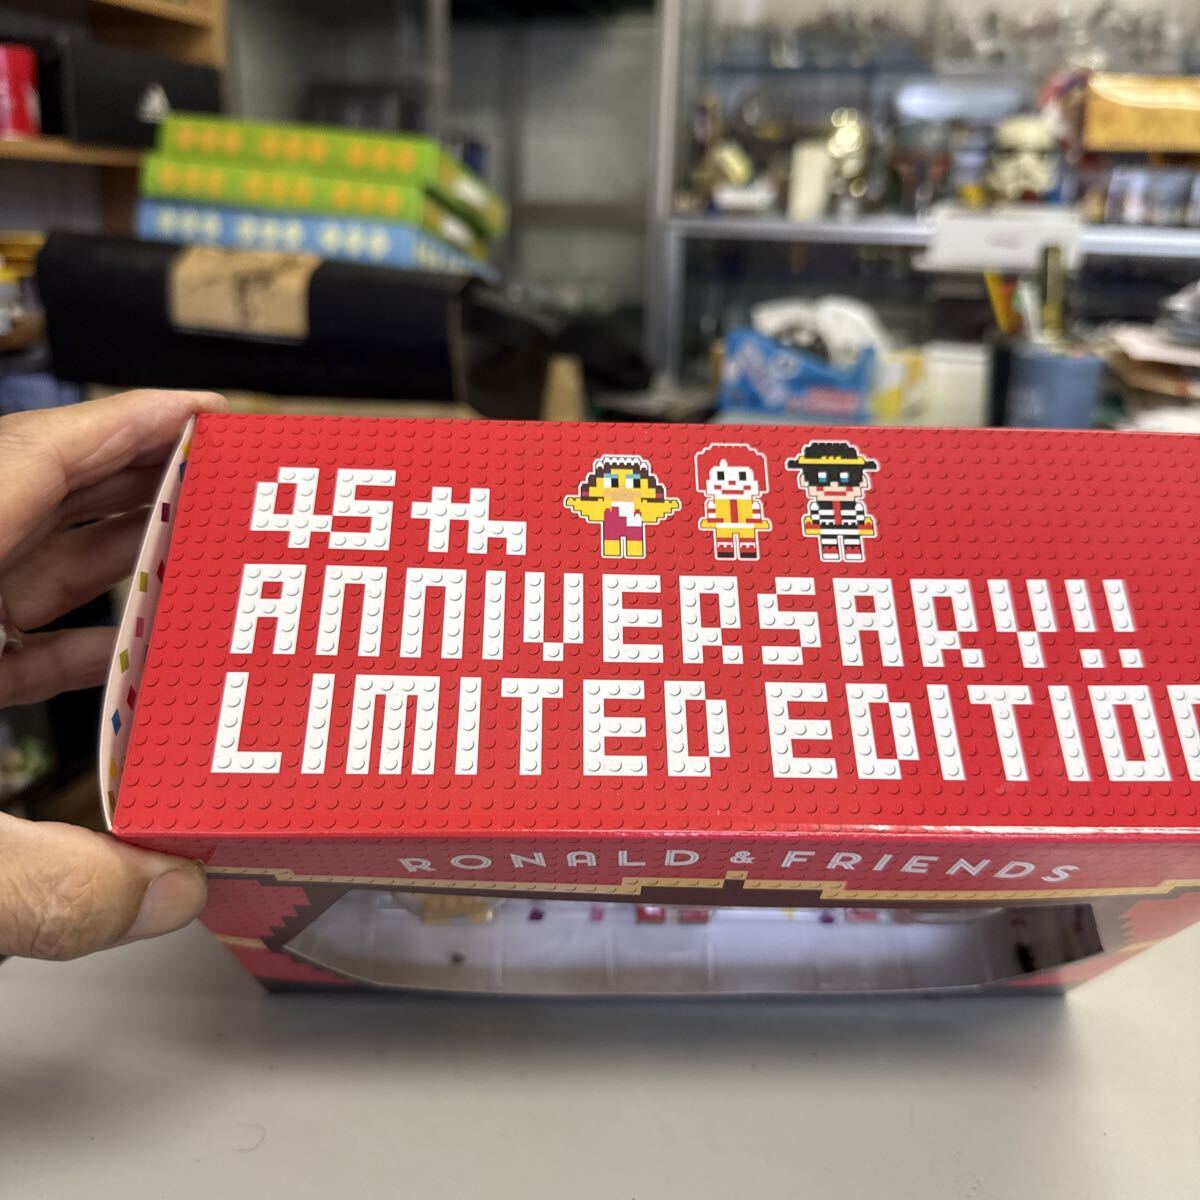 45th
ANNIVERSARY!!
LIMITED EDITION
RONALD & FRIENDS